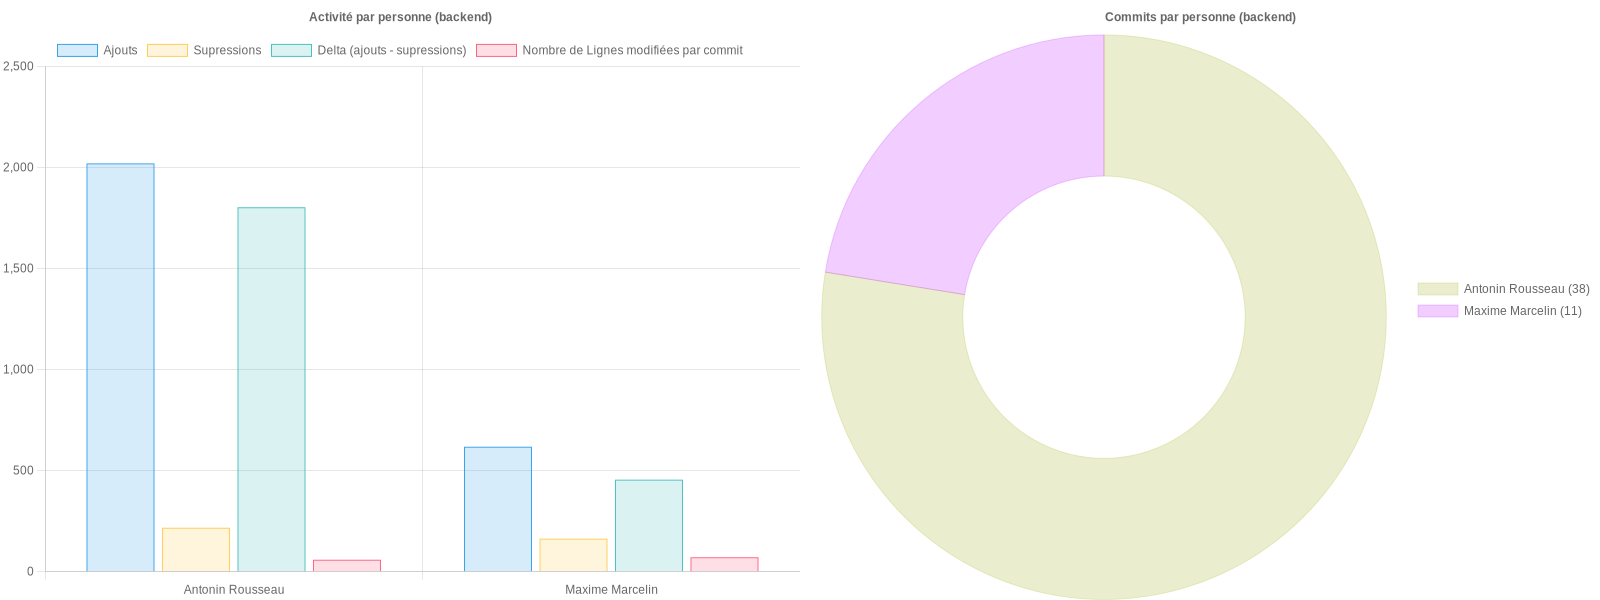 Activité par personne (backend)
Ajouts
Supressions
Delta (ajouts - supressions)
Nombre de Lignes modifiées par commit
2,500
2,000
1,500
1,000
500
0
Antonin Rousseau
Maxime Marcelin
Commits par personne (backend)
Antonin Rousseau (38)
Maxime Marcelin (11)